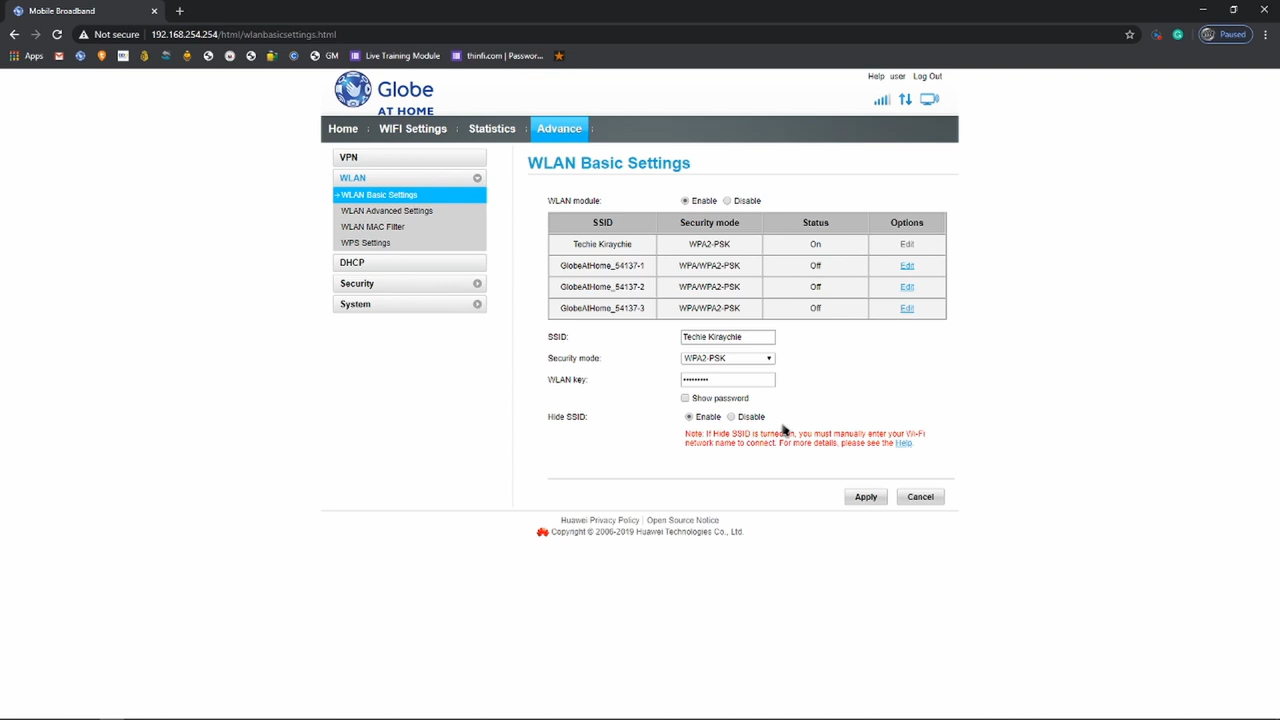 Mobile Broadband
Not secure 192.168.254.254/html/wlanbasicsettings.html Paused
Apps GM Live Training Module thinfi.com | Passwor...
Help user Log Out
Globe
AT HOME
Home WIFI Settings Statistics Advance
VPN
WLAN
WLAN Basic Settings
WLAN Advanced Settings
WLAN MAC Filter
WPS Settings
DHCP
Security
System
WLAN Basic Settings
WLAN module: Enable Disable
SSID Security mode Status Options
Techie Kiraychie WPA2-PSK On Edit
GlobeAtHome_54137-1 WPA/WPA2-PSK Off Edit
GlobeAtHome_54137-2 WPA/WPA2-PSK Off Edit
GlobeAtHome_54137-3 WPA/WPA2-PSK Off Edit
SSID: Techie Kiraychie
Security mode: WPA2-PSK
WLAN key: •••••••••
Show password
Hide SSID: Enable Disable
Note: If Hide SSID is turned on, you must manually enter your Wi-Fi
network name to connect. For more details, please see the Help.
Apply Cancel
Huawei Privacy Policy | Open Source Notice
Copyright © 2006-2019 Huawei Technologies Co., Ltd.